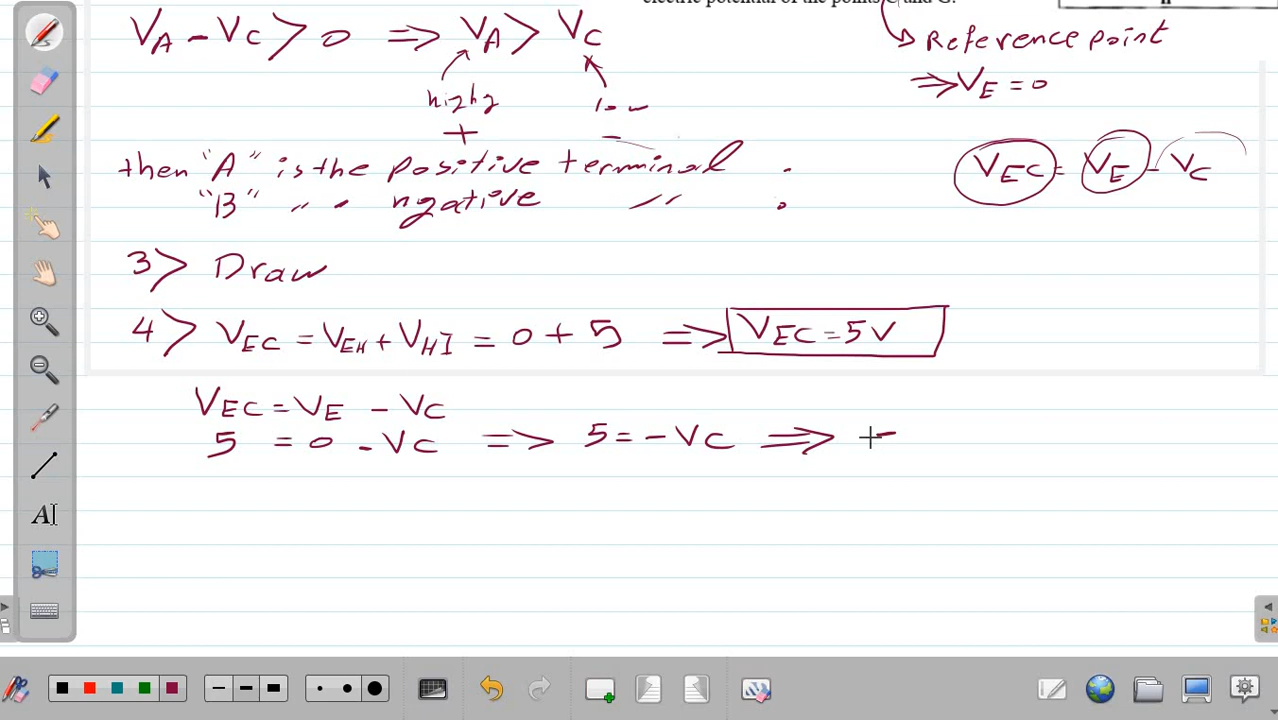 electric potential of the points C and G.
VA - VC > 0 => VA > VC
Reference point
=> VE = 0
high
low
+ -
VEC = VE - VC
then "A" is the positive terminal .
"B" " " ngative " .
3> Draw
4> VEC = VEH + VHI = 0 + 5 => VEC = 5V
VEC = VE - VC
5 = 0 - VC => 5 = - VC => -
A